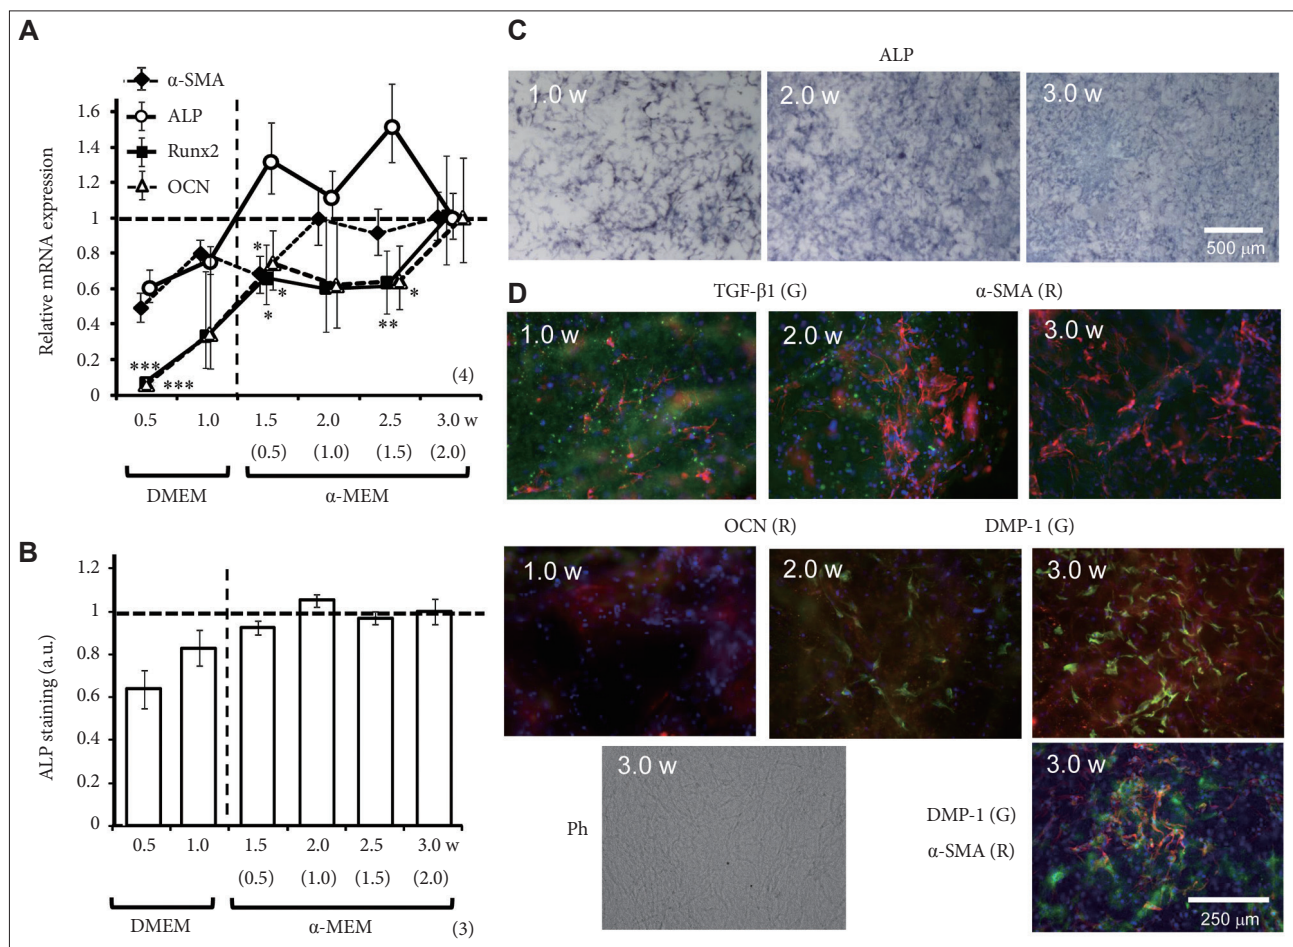 A
α-SMA
ALP
Runx2
OCN
Relative mRNA expression
1.6
1.4
1.2
1
0.8
0.6
0.4
0.2
0
*
*
*
**
*
***
***
(4)
0.5 1.0 1.5 2.0 2.5 3.0 w
(0.5) (1.0) (1.5) (2.0)
DMEM α-MEM
B
ALP staining (a.u.)
1.2
1
0.8
0.6
0.4
0.2
0
0.5 1.0 1.5 2.0 2.5 3.0 w
(0.5) (1.0) (1.5) (2.0)
DMEM α-MEM (3)
C
ALP
1.0 w 2.0 w 3.0 w
500 μm
D
TGF-β1 (G) α-SMA (R)
1.0 w 2.0 w 3.0 w
OCN (R) DMP-1 (G)
1.0 w 2.0 w 3.0 w
3.0 w 3.0 w
Ph
DMP-1 (G)
α-SMA (R)
250 μm